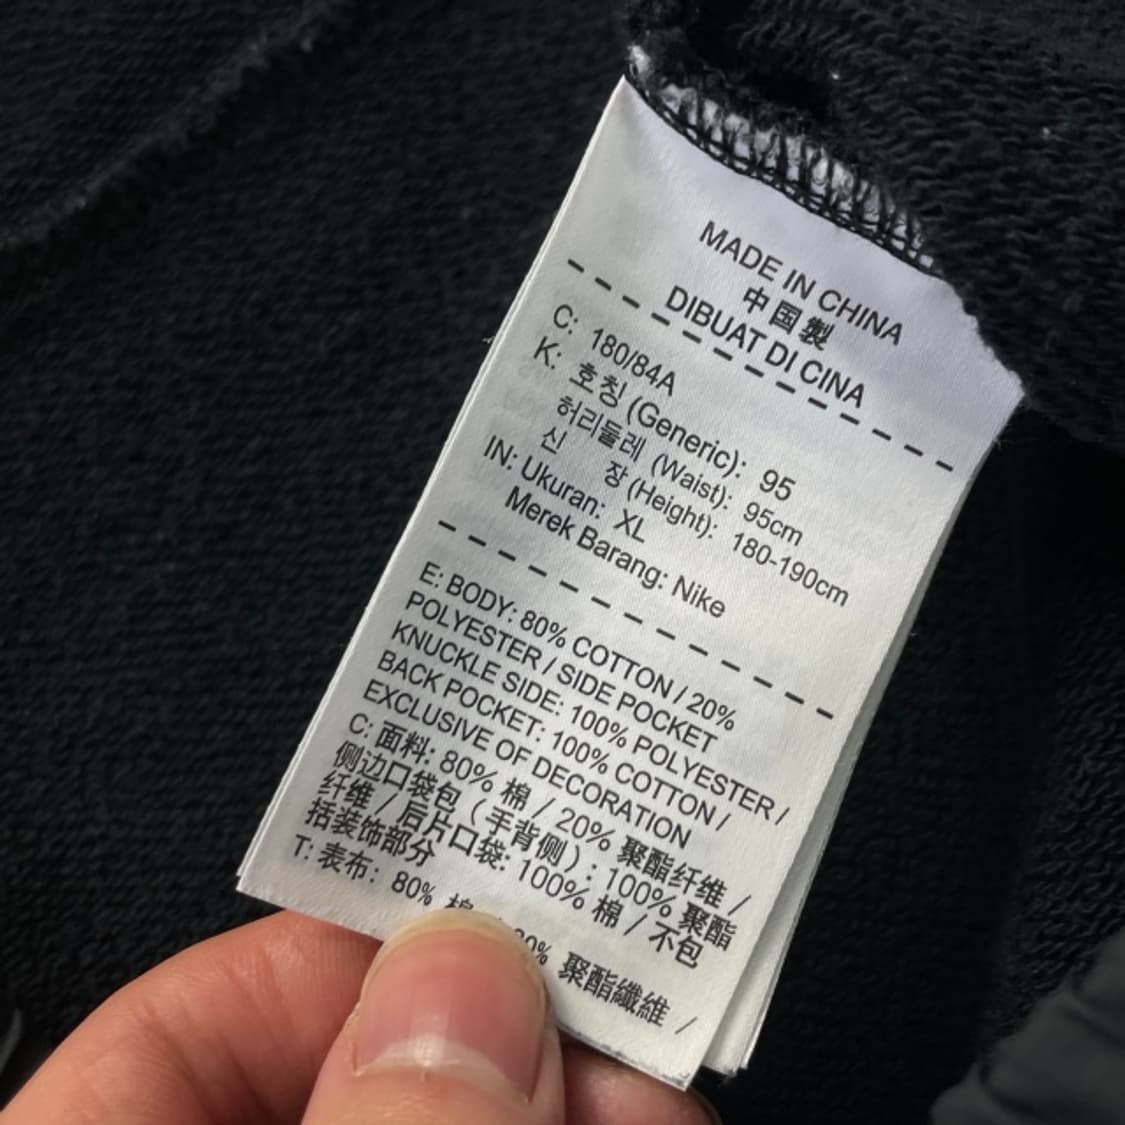 MADE IN CHINA
中国製
DIBUAT DI CINA
C: 180/84A
K: 호칭 (Generic): 95
허리둘레 (Waist): 95cm
신 장 (Height): 180-190cm
IN: Ukuran: XL
Merek Barang: Nike
E: BODY: 80% COTTON / 20%
POLYESTER / SIDE POCKET
KNUCKLE SIDE: 100% POLYESTER /
BACK POCKET: 100% COTTON /
EXCLUSIVE OF DECORATION
C: 面料: 80% 棉 / 20% 聚酯纤维 /
侧边口袋包（手背侧）: 100% 聚酯
纤维 / 后片口袋: 100% 棉 / 不包
括装饰部分
T: 表布: 80% 棉 20% 聚酯纖維 /